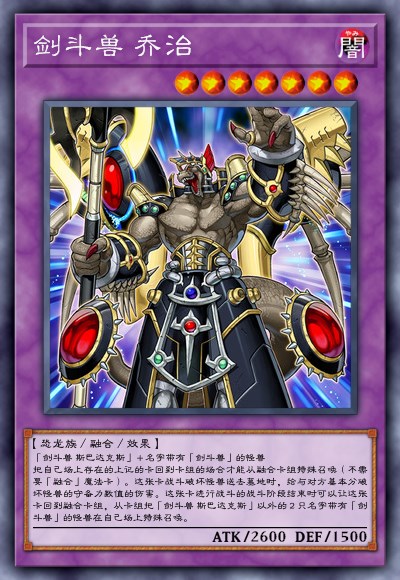 剑斗兽 乔治
やみ
闇
【恐龙族／融合／效果】
「剑斗兽 斯巴达克斯」＋名字带有「剑斗兽」的怪兽
把自己场上存在的上记的卡回到卡组的场合才能从融合卡组特殊召唤（不需
要「融合」魔法卡）。这张卡战斗破坏怪兽送去墓地时，给与对方基本分破
坏怪兽的守备力数值的伤害。这张卡进行战斗的战斗阶段结束时可以让这张
卡回到融合卡组，从卡组把「剑斗兽 斯巴达克斯」以外的2只名字带有「剑
斗兽」的怪兽在自己场上特殊召唤。
ATK/2600 DEF/1500